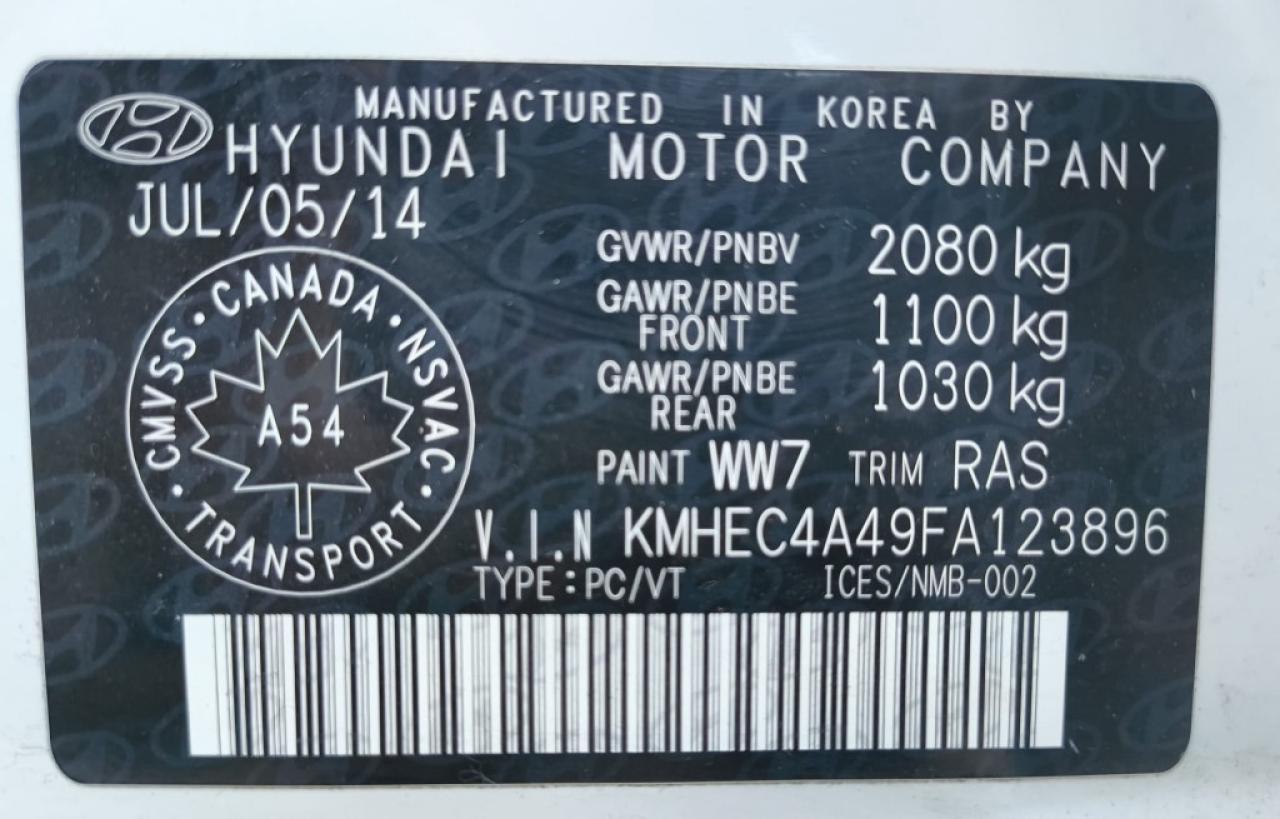 MANUFACTURED IN KOREA BY
HYUNDAI MOTOR COMPANY
JUL/05/14
GVWR/PNBV 2080 kg
GAWR/PNBE FRONT 1100 kg
GAWR/PNBE REAR 1030 kg
PAINT WW7 TRIM RAS
V.I.N KMHEC4A49FA123896
TYPE:PC/VT ICES/NMB-002
CMVSS · CANADA · NSVAC · TRANSPORT ·
A54